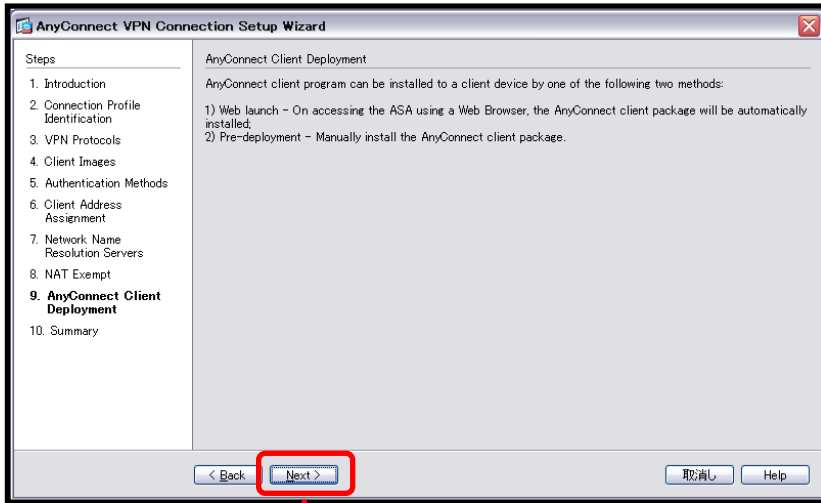 AnyConnect VPN Connection Setup Wizard
Steps
1. Introduction
2. Connection Profile
Identification
3. VPN Protocols
4. Client Images
5. Authentication Methods
6. Client Address
Assignment
7. Network Name
Resolution Servers
8. NAT Exempt
9. AnyConnect Client
Deployment
10. Summary
AnyConnect Client Deployment
AnyConnect client program can be installed to a client device by one of the following two methods:
1) Web launch - On accessing the ASA using a Web Browser, the AnyConnect client package will be automatically
installed;
2) Pre-deployment - Manually install the AnyConnect client package.
< Back
Next >
取消し
Help